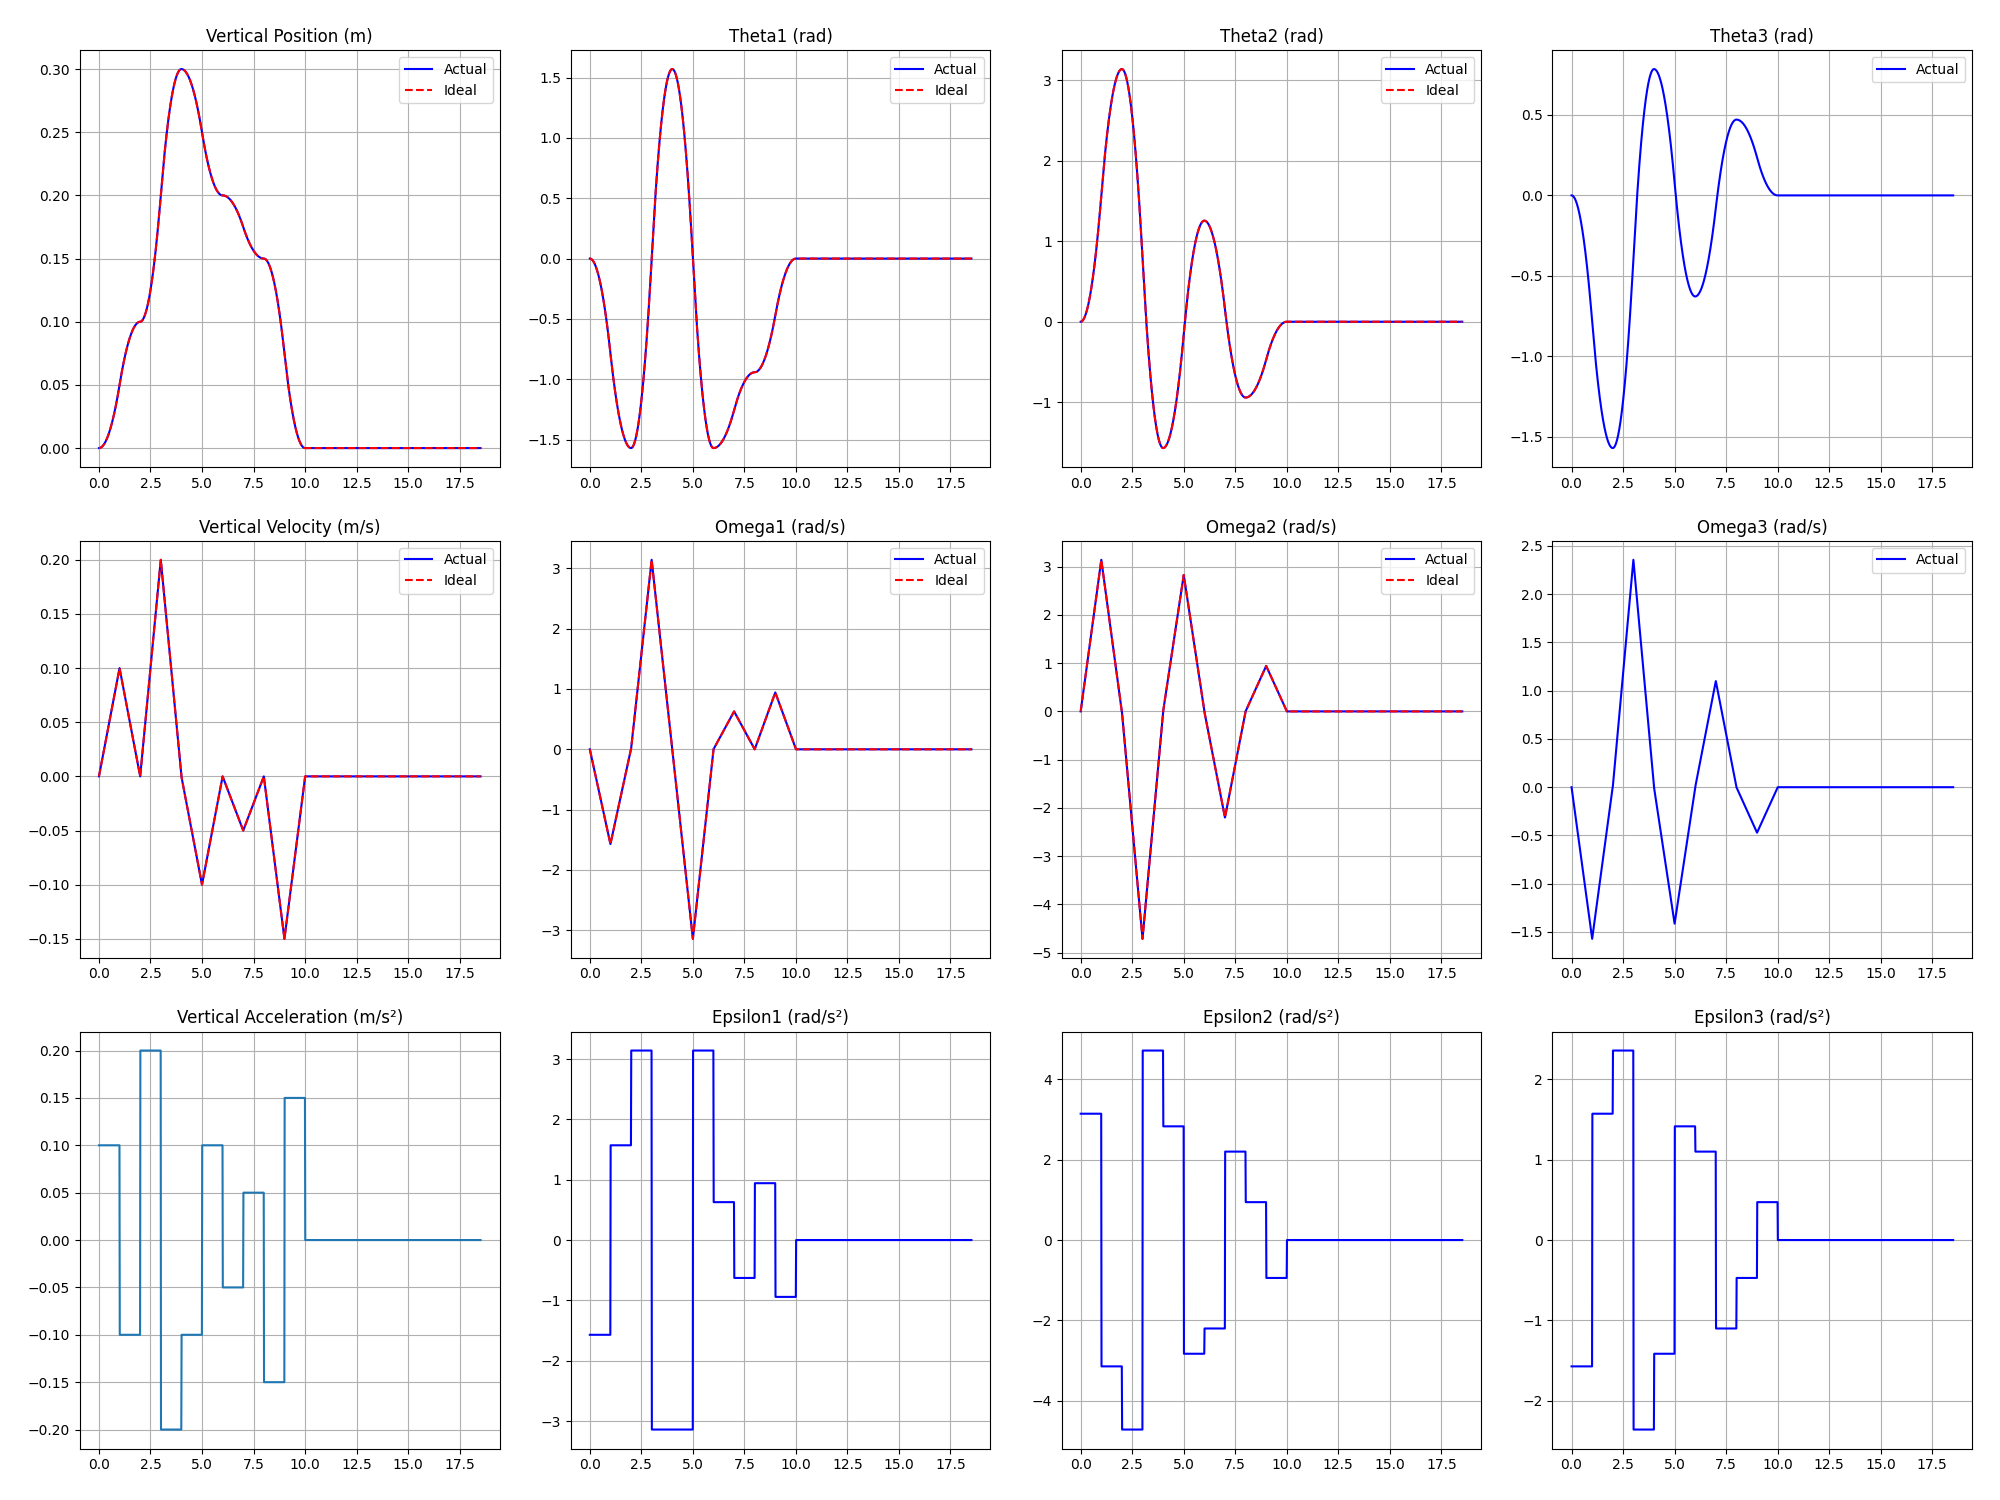 Vertical Position (m)
Actual
Ideal
0.30
0.25
0.20
0.15
0.10
0.05
0.00
0.0 2.5 5.0 7.5 10.0 12.5 15.0 17.5
Theta1 (rad)
Actual
Ideal
1.5
1.0
0.5
0.0
−0.5
−1.0
−1.5
0.0 2.5 5.0 7.5 10.0 12.5 15.0 17.5
Theta2 (rad)
Actual
Ideal
3
2
1
0
−1
0.0 2.5 5.0 7.5 10.0 12.5 15.0 17.5
Theta3 (rad)
Actual
0.5
0.0
−0.5
−1.0
−1.5
0.0 2.5 5.0 7.5 10.0 12.5 15.0 17.5
Vertical Velocity (m/s)
Actual
Ideal
0.20
0.15
0.10
0.05
0.00
−0.05
−0.10
−0.15
0.0 2.5 5.0 7.5 10.0 12.5 15.0 17.5
Omega1 (rad/s)
Actual
Ideal
3
2
1
0
−1
−2
−3
0.0 2.5 5.0 7.5 10.0 12.5 15.0 17.5
Omega2 (rad/s)
Actual
Ideal
3
2
1
0
−1
−2
−3
−4
−5
0.0 2.5 5.0 7.5 10.0 12.5 15.0 17.5
Omega3 (rad/s)
Actual
2.5
2.0
1.5
1.0
0.5
0.0
−0.5
−1.0
−1.5
0.0 2.5 5.0 7.5 10.0 12.5 15.0 17.5
Vertical Acceleration (m/s²)
0.20
0.15
0.10
0.05
0.00
−0.05
−0.10
−0.15
−0.20
0.0 2.5 5.0 7.5 10.0 12.5 15.0 17.5
Epsilon1 (rad/s²)
3
2
1
0
−1
−2
−3
0.0 2.5 5.0 7.5 10.0 12.5 15.0 17.5
Epsilon2 (rad/s²)
4
2
0
−2
−4
0.0 2.5 5.0 7.5 10.0 12.5 15.0 17.5
Epsilon3 (rad/s²)
2
1
0
−1
−2
0.0 2.5 5.0 7.5 10.0 12.5 15.0 17.5